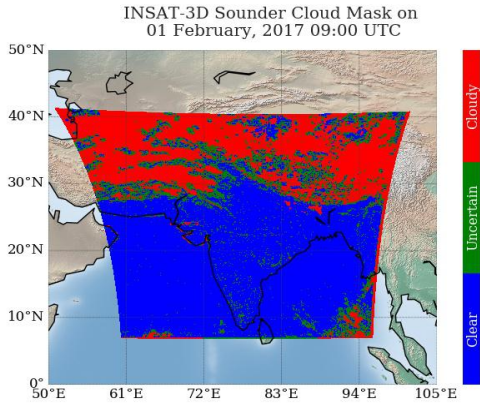 INSAT-3D Sounder Cloud Mask on
01 February, 2017 09:00 UTC
50°N
40°N
30°N
20°N
10°N
0°
50°E
61°E
72°E
83°E
94°E
105°E
Cloudy
Uncertain
Clear